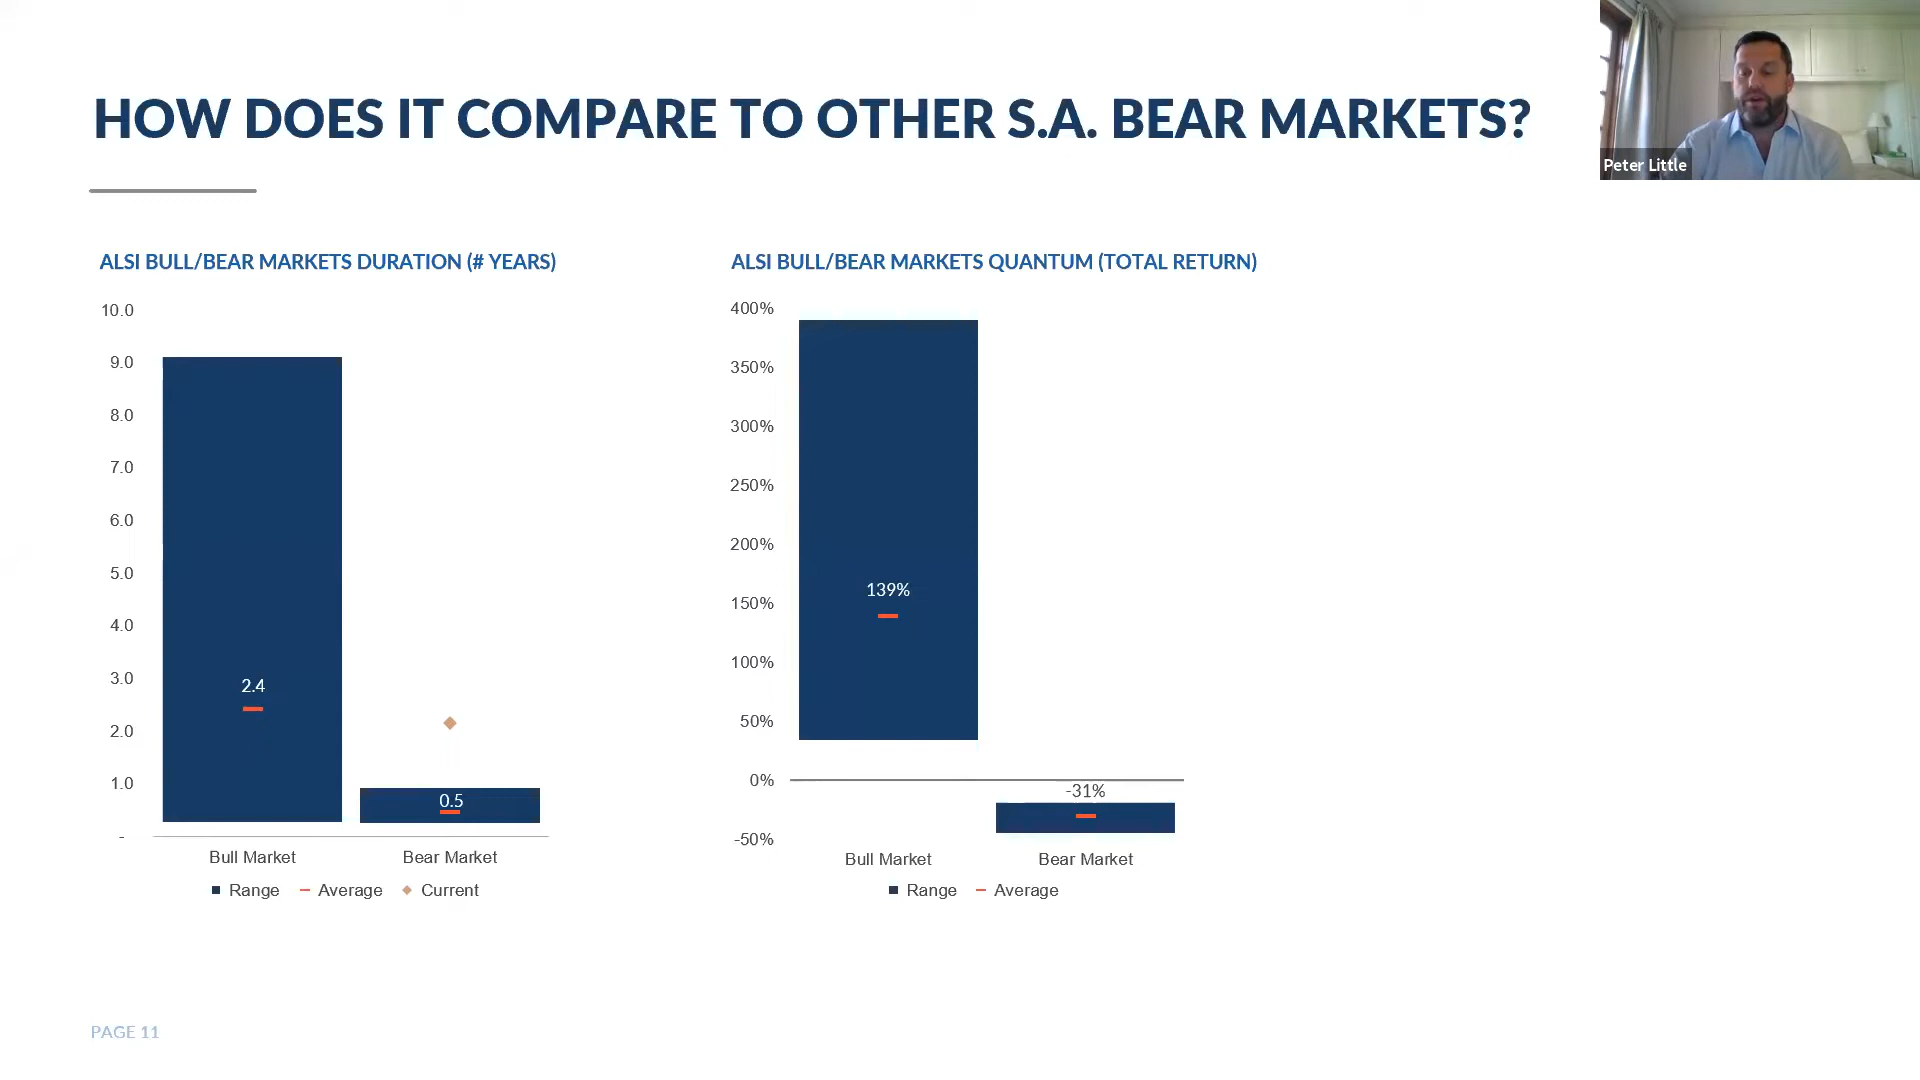 HOW DOES IT COMPARE TO OTHER S.A. BEAR MARKETS?
Peter Little
ALSI BULL/BEAR MARKETS DURATION (# YEARS)
10.0
9.0
8.0
7.0
6.0
5.0
4.0
3.0
2.0
1.0
-
2.4
0.5
Bull Market
Bear Market
Range
Average
Current
ALSI BULL/BEAR MARKETS QUANTUM (TOTAL RETURN)
400%
350%
300%
250%
200%
150%
100%
50%
0%
-50%
139%
-31%
Bull Market
Bear Market
Range
Average
PAGE 11